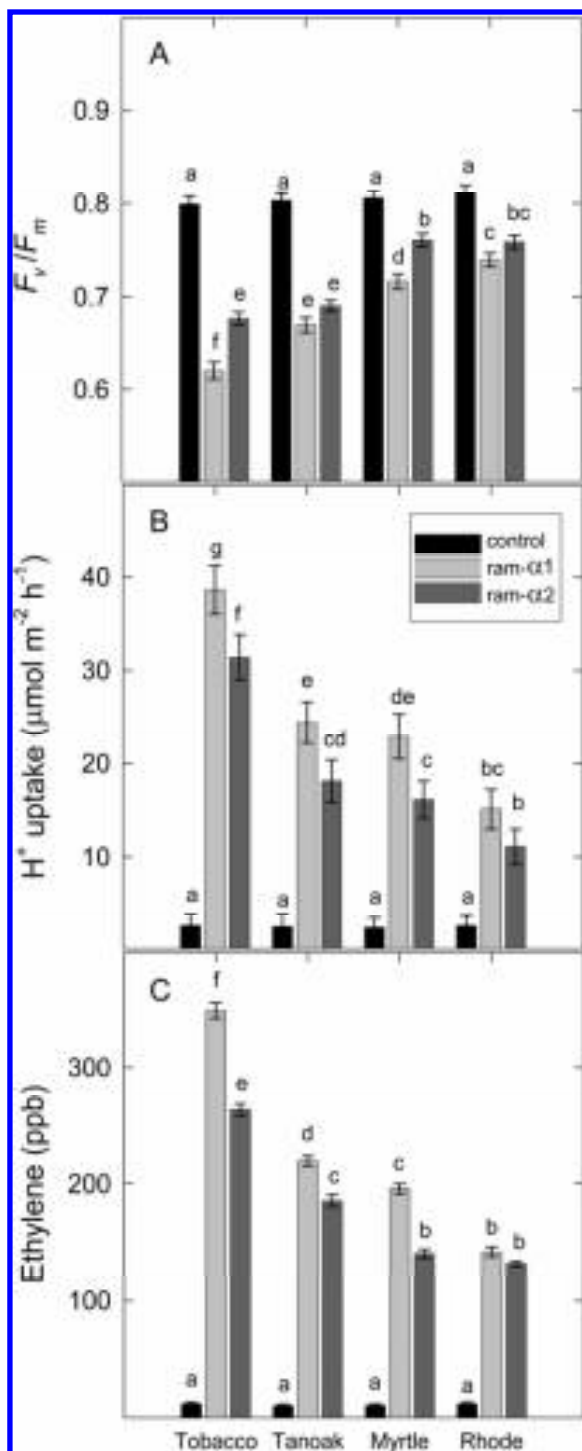 A
0.9
0.8
0.7
0.6
Fv/Fm
a a a a
f e e e d b c bc
B
control
ram-α1
ram-α2
40
30
20
10
H+ uptake (μmol m-2 h-1)
g f e cd de c bc b
a a a a
C
300
200
100
Ethylene (ppb)
f e d c c b b b
a a a a
Tobacco Tanoak Myrtle Rhode